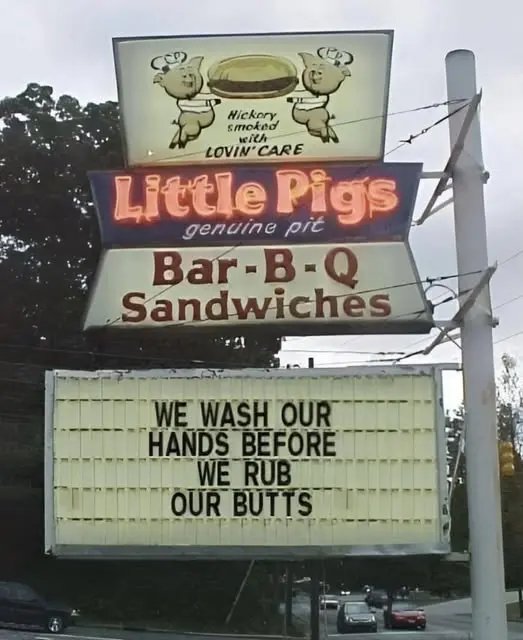 Hickory
smoked
with
LOVIN' CARE
Little Pigs
genuine pit
Bar-B-Q
Sandwiches
WE WASH OUR
HANDS BEFORE
WE RUB
OUR BUTTS